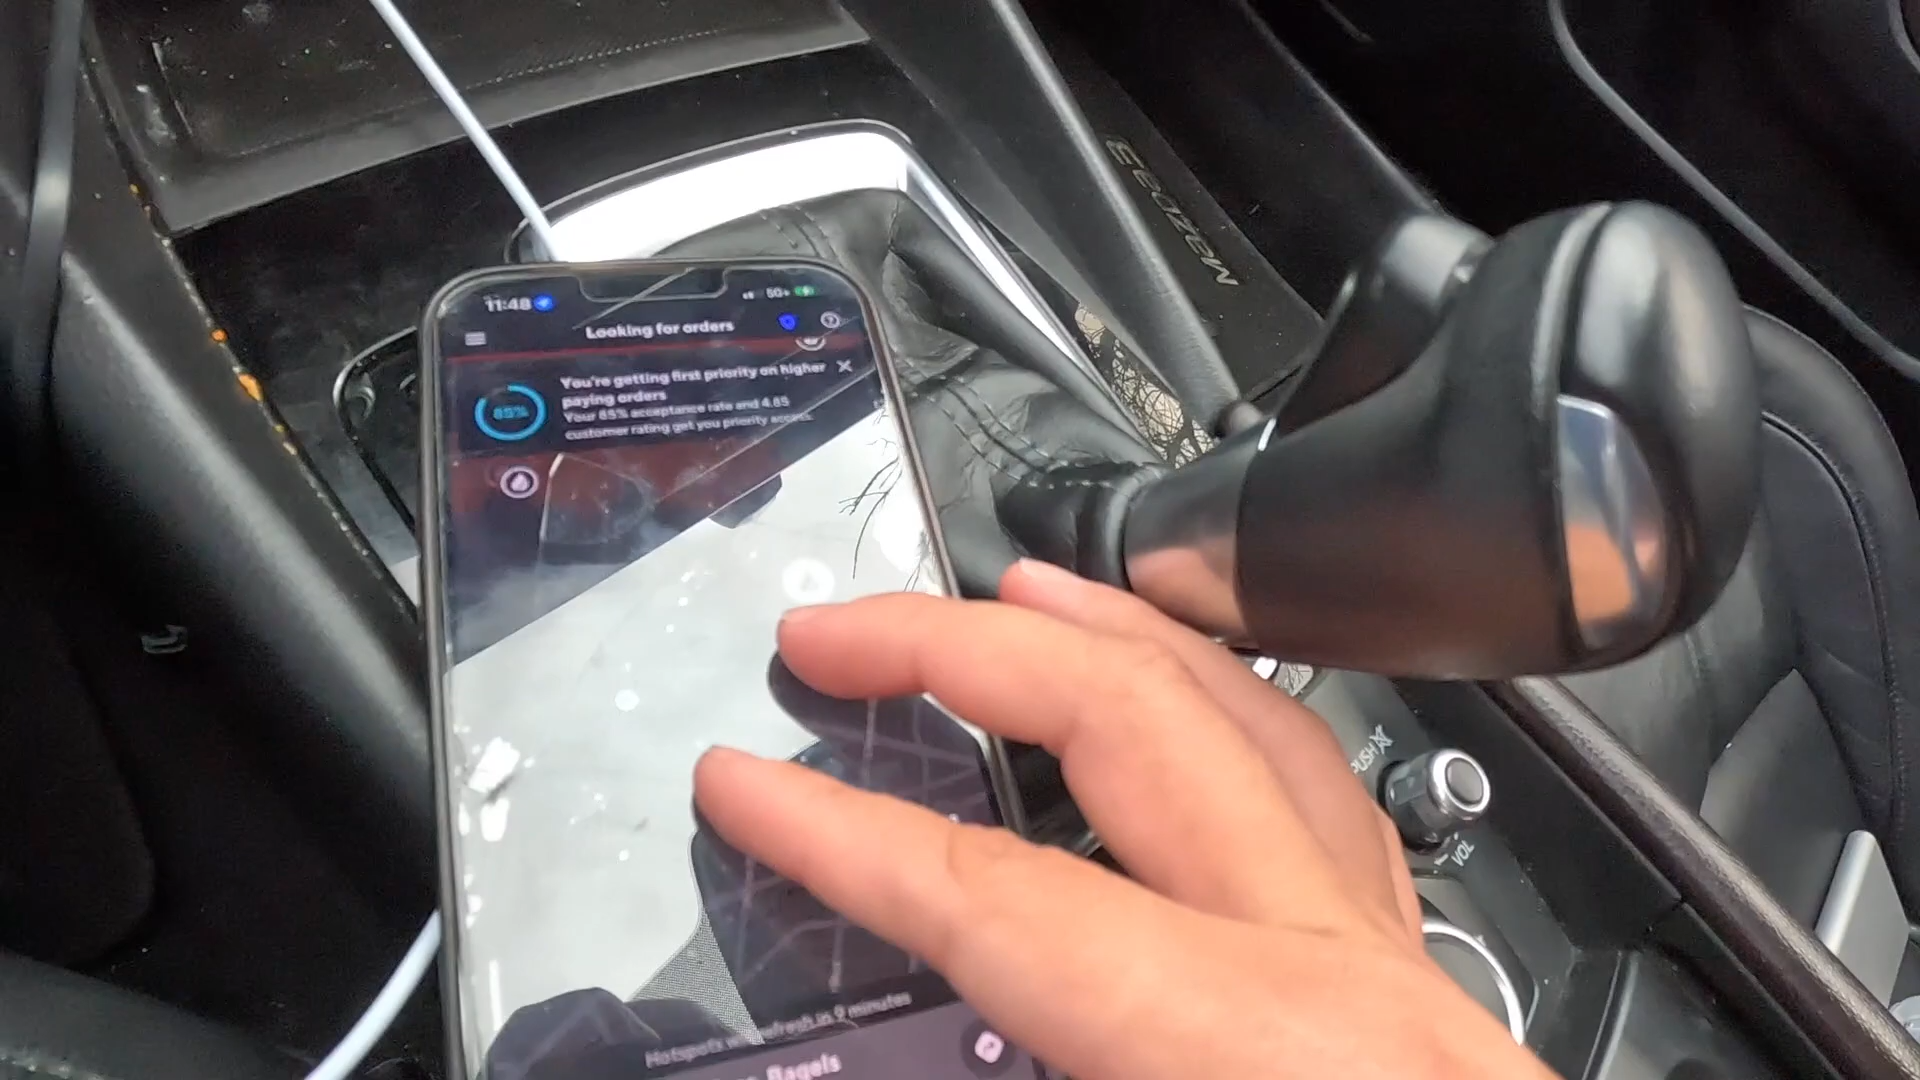 11:48
5G+
Looking for orders
You're getting first priority on higher
paying orders
Your 85% acceptance rate and 4.85
customer rating get you priority access.
85%
Hotspots refresh in 9 minutes
Bagels
MAZDA3
PUSH
VOL